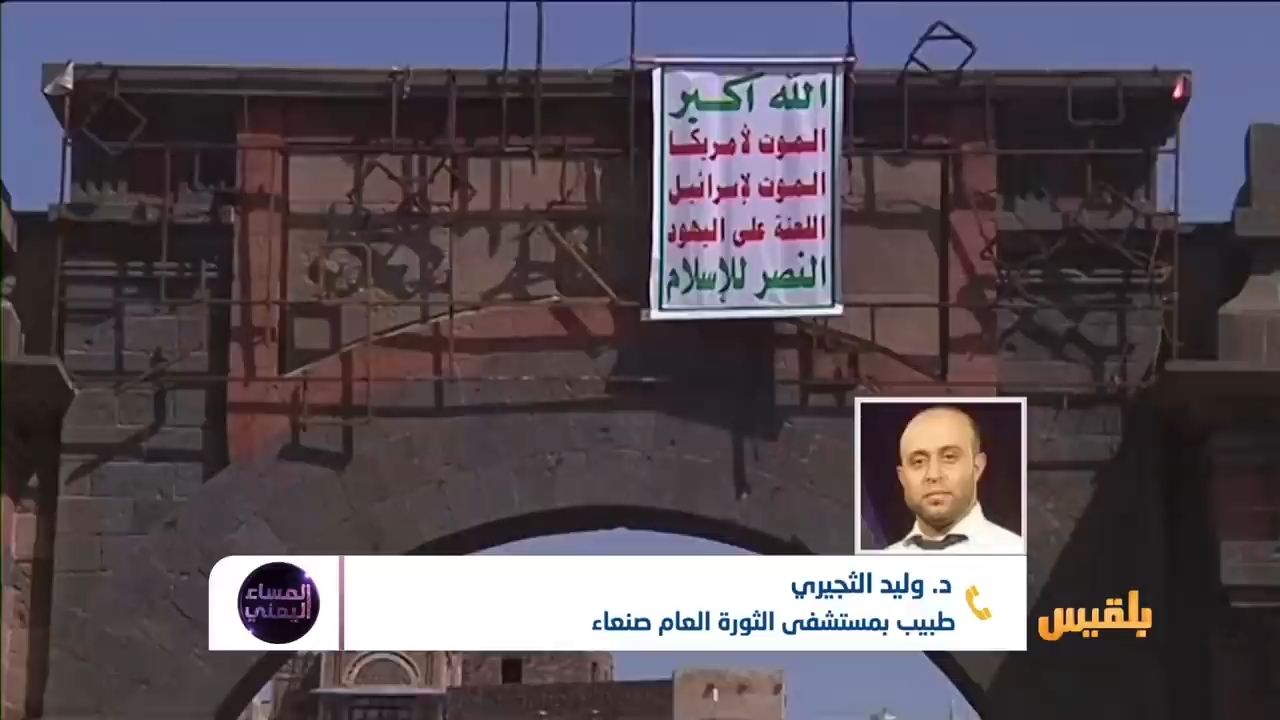 الله أكبر
الموت لأمريكا
الموت لإسرائيل
اللعنة على اليهود
النصر للإسلام
د. وليد الثجيري
طبيب بمستشفى الثورة العام صنعاء
المساء
اليمني
بلقيس